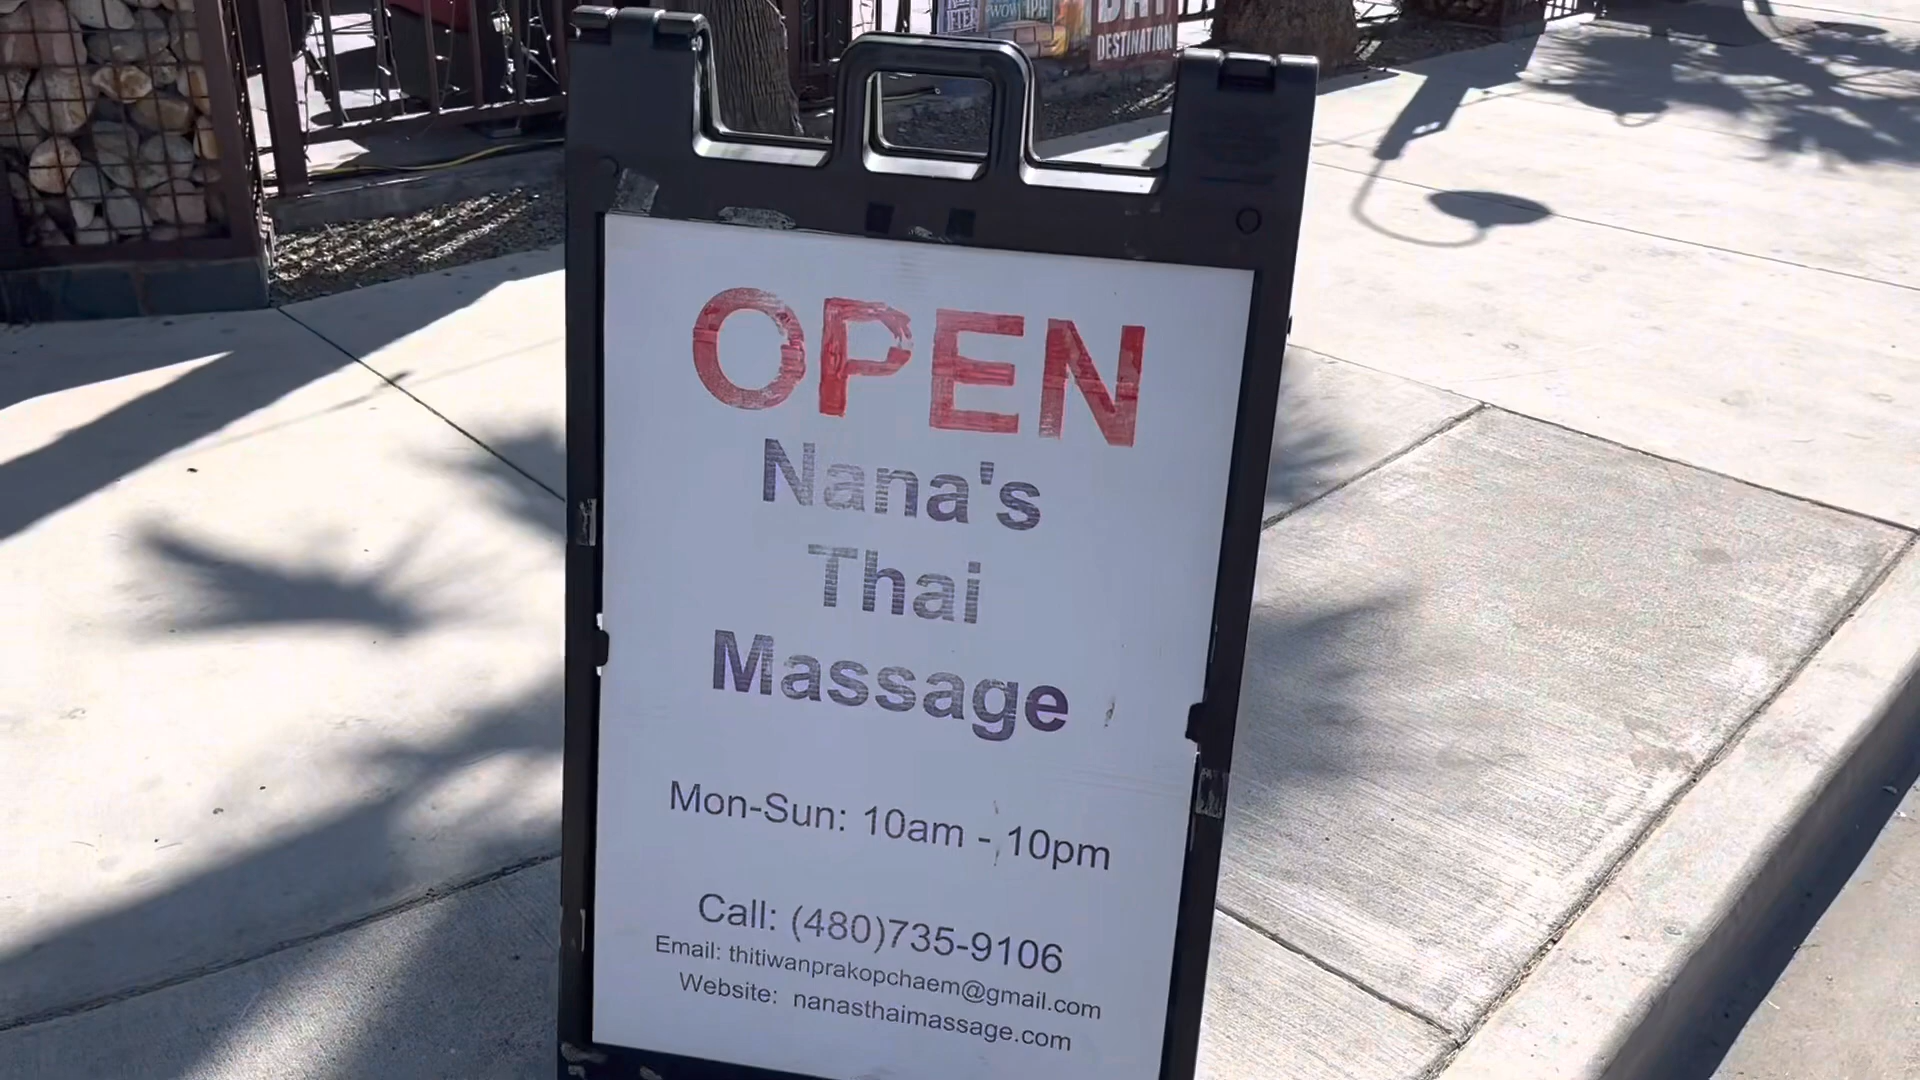 DESTINATION
OPEN
Nana's
Thai
Massage
Mon-Sun: 10am - 10pm
Call: (480)735-9106
Email: thitiwanprakopchaem@gmail.com
Website: nanasthaimassage.com